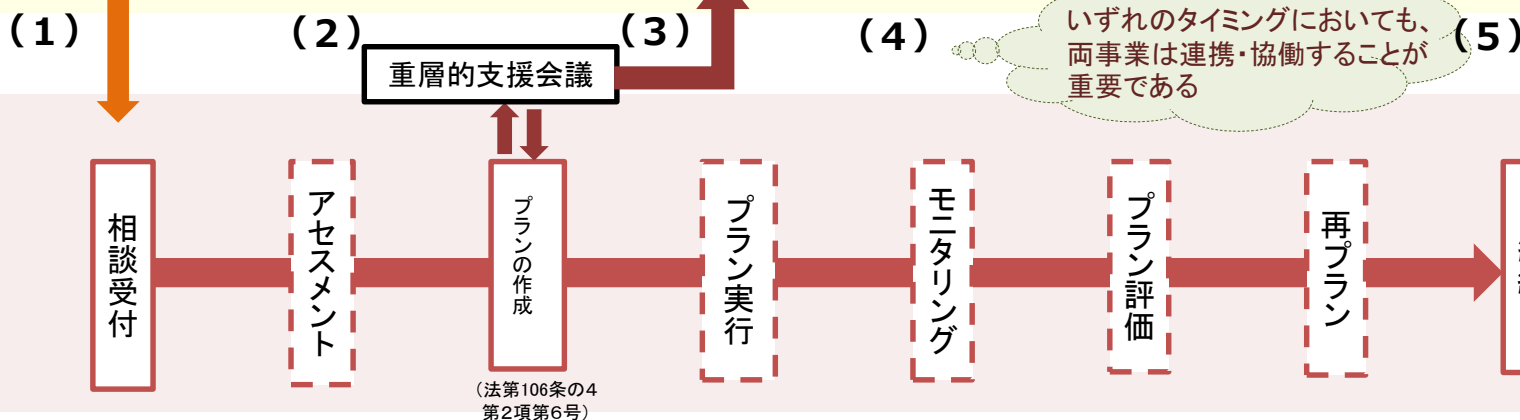 (1)
(2)
(3)
(4)
(5)
いずれのタイミングにおいても、
両事業は連携・協働することが
重要である
重層的支援会議
相談受付
アセスメント
プランの作成
プラン実行
モニタリング
プラン評価
再プラン
(法第106条の4
第2項第6号)